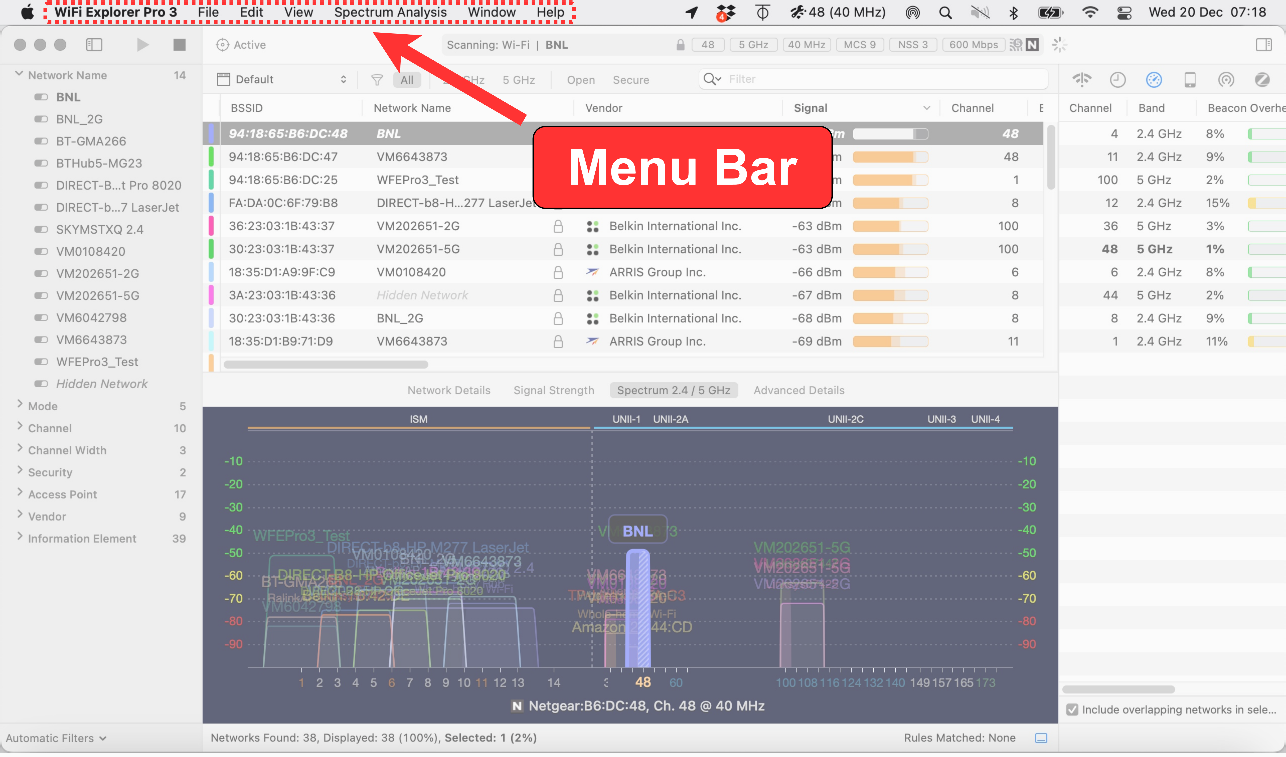 WiFi Explorer Pro 3 File Edit View Spectrum Analysis Window Help 4 48 (40 MHz) Wed 20 Dec 07:18
Active Scanning: Wi-Fi | BNL 48 5 GHz 40 MHz MCS 9 NSS 3 600 Mbps N
Network Name 14
BNL
BNL_2G
BT-GMA266
BTHub5-MG23
DIRECT-B...t Pro 8020
DIRECT-b...7 LaserJet
SKYMSTXQ 2.4
VM0108420
VM202651-2G
VM202651-5G
VM6042798
VM6643873
WFEPro3_Test
Hidden Network
Mode 5
Channel 10
Channel Width 3
Security 2
Access Point 17
Vendor 9
Information Element 39
Automatic Filters
Default All GHz 5 GHz Open Secure Filter
BSSID Network Name Vendor Signal Channel
94:18:65:B6:DC:48 BNL 48
94:18:65:B6:DC:47 VM6643873 48
94:18:65:B6:DC:25 WFEPro3_Test 1
FA:DA:0C:6F:79:B8 DIRECT-b8-H...277 LaserJet 8
36:23:03:1B:43:37 VM202651-2G Belkin International Inc. -63 dBm 100
30:23:03:1B:43:37 VM202651-5G Belkin International Inc. -63 dBm 100
18:35:D1:A9:9F:C9 VM0108420 ARRIS Group Inc. -66 dBm 6
3A:23:03:1B:43:36 Hidden Network Belkin International Inc. -67 dBm 8
30:23:03:1B:43:36 BNL_2G Belkin International Inc. -68 dBm 8
18:35:D1:B9:71:D9 VM6643873 ARRIS Group Inc. -69 dBm 11
Menu Bar
Channel Band Beacon Overhe
4 2.4 GHz 8%
11 2.4 GHz 9%
100 5 GHz 2%
12 2.4 GHz 15%
36 5 GHz 3%
48 5 GHz 1%
6 2.4 GHz 8%
44 5 GHz 2%
8 2.4 GHz 9%
1 2.4 GHz 11%
Include overlapping networks in sele...
Network Details Signal Strength Spectrum 2.4 / 5 GHz Advanced Details
ISM UNII-1 UNII-2A UNII-2C UNII-3 UNII-4
-10 -10
-20 -20
-30 -30
-40 -40
-50 -50
-60 -60
-70 -70
-80 -80
-90 -90
WFEPro3_Test
BNL
DIRECT-b8-HP M277 LaserJet
VM202651-5G
VM0108420
VM6643873
VM202651-5G
VM202651-2G
VM6042798
1 2 3 4 5 6 7 8 9 10 11 12 13 14 48 60 100 108 116 124 132 140 149 157 165 173
N Netgear:B6:DC:48, Ch. 48 @ 40 MHz
Networks Found: 38, Displayed: 38 (100%), Selected: 1 (2%) Rules Matched: None